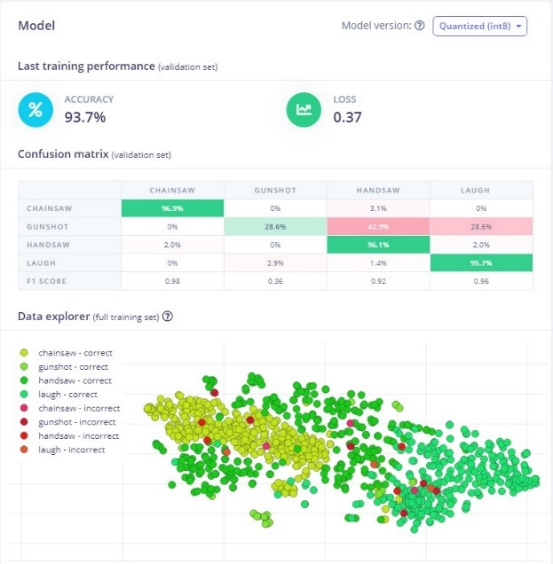 Model
Model version: Quantized (int8)
Last training performance (validation set)
% ACCURACY
93.7%
LOSS
0.37
Confusion matrix (validation set)
CHAINSAW GUNSHOT HANDSAW LAUGH
CHAINSAW 96.9% 0% 3.1% 0%
GUNSHOT 0% 28.6% 42.9% 28.6%
HANDSAW 2.0% 0% 96.1% 2.0%
LAUGH 0% 2.9% 1.4% 95.7%
F1 SCORE 0.98 0.36 0.92 0.96
Data explorer (full training set)
chainsaw - correct
gunshot - correct
handsaw - correct
laugh - correct
chainsaw - incorrect
gunshot - incorrect
handsaw - incorrect
laugh - incorrect